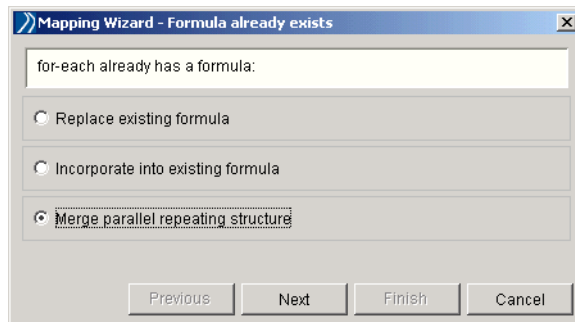 Mapping Wizard - Formula already exists
for-each already has a formula:
Replace existing formula
Incorporate into existing formula
Merge parallel repeating structure
Previous Next Finish Cancel